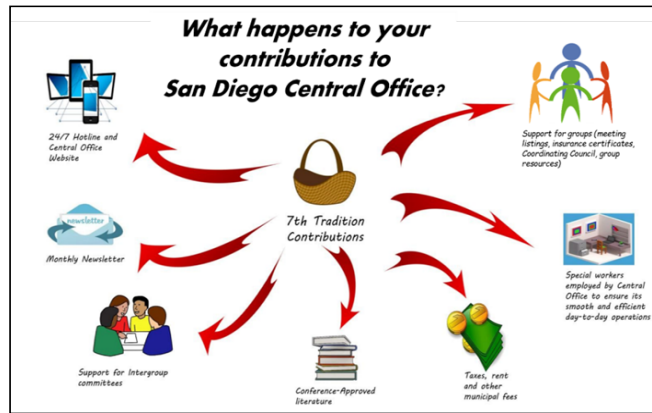 What happens to your
contributions to
San Diego Central Office?
24/7 Hotline and
Central Office
Website
Support for groups (meeting
listings, insurance certificates,
Coordinating Council, group
resources)
7th Tradition
Contributions
newsletter
Monthly Newsletter
Special workers
employed by Central
Office to ensure its
smooth and efficient
day-to-day operations
Support for Intergroup
committees
Conference-Approved
literature
Taxes, rent
and other
municipal fees